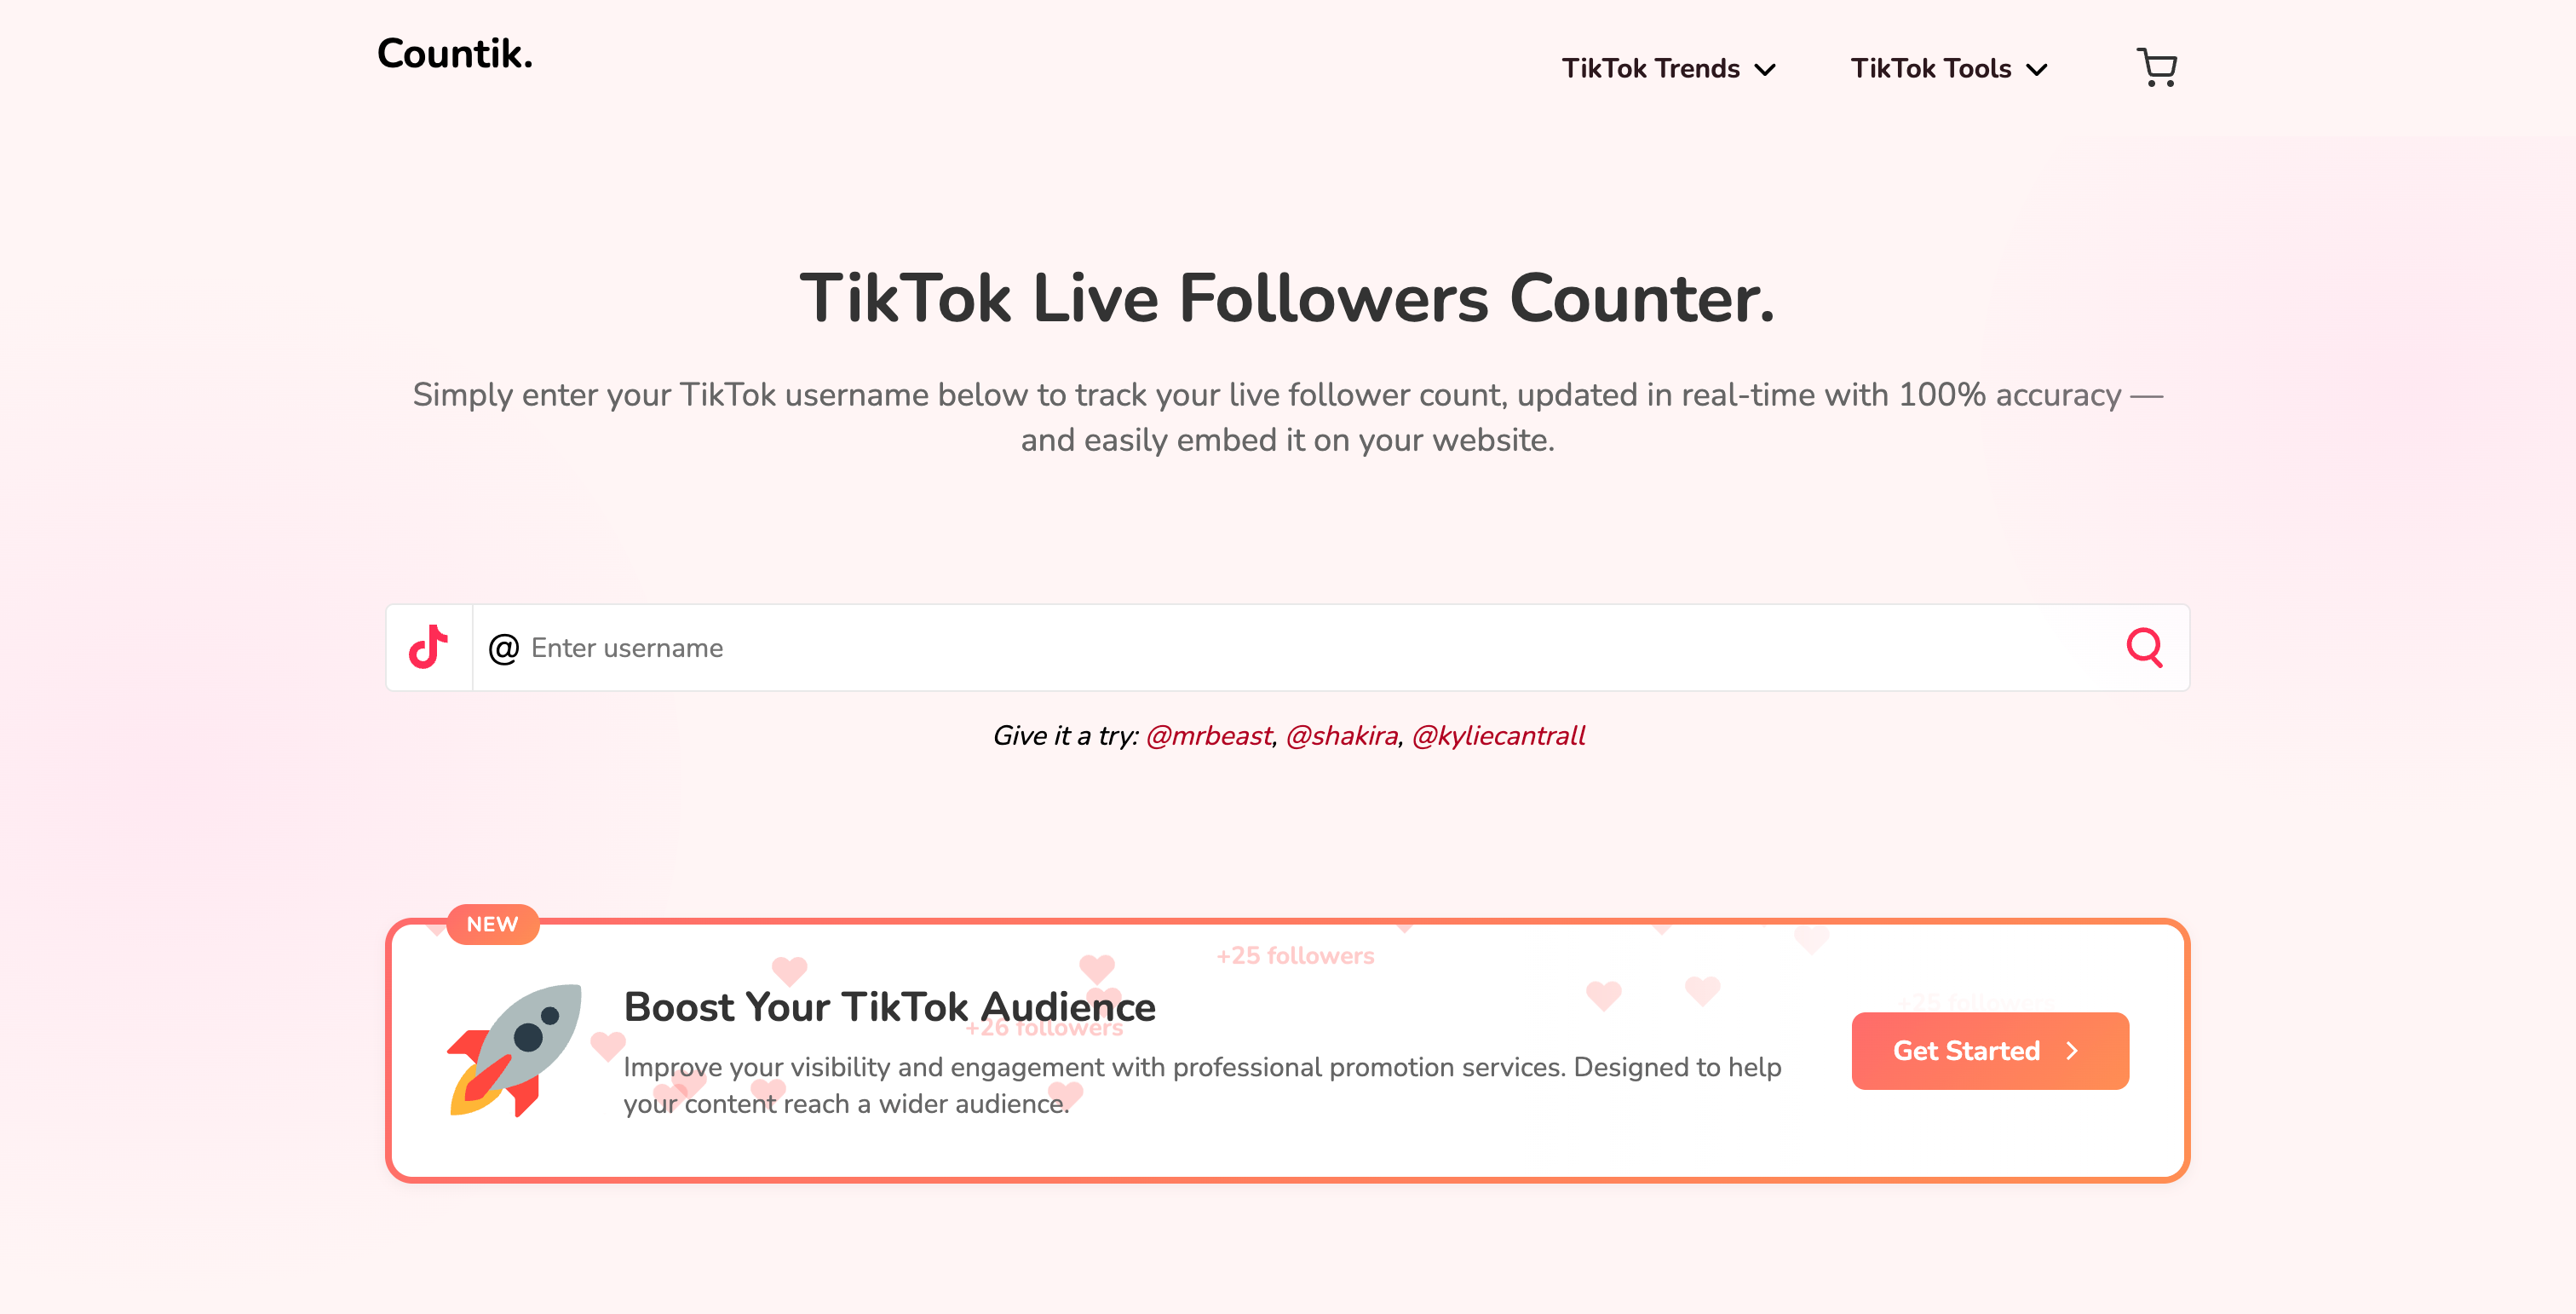 Countik.
TikTok Trends
TikTok Tools
TikTok Live Followers Counter.
Simply enter your TikTok username below to track your live follower count, updated in real-time with 100% accuracy —
and easily embed it on your website.
@ Enter username
Give it a try: @mrbeast, @shakira, @kyliecantrall
NEW
+25 followers
Boost Your TikTok Audience
+26 followers
+25 followers
Improve your visibility and engagement with professional promotion services. Designed to help
your content reach a wider audience.
Get Started